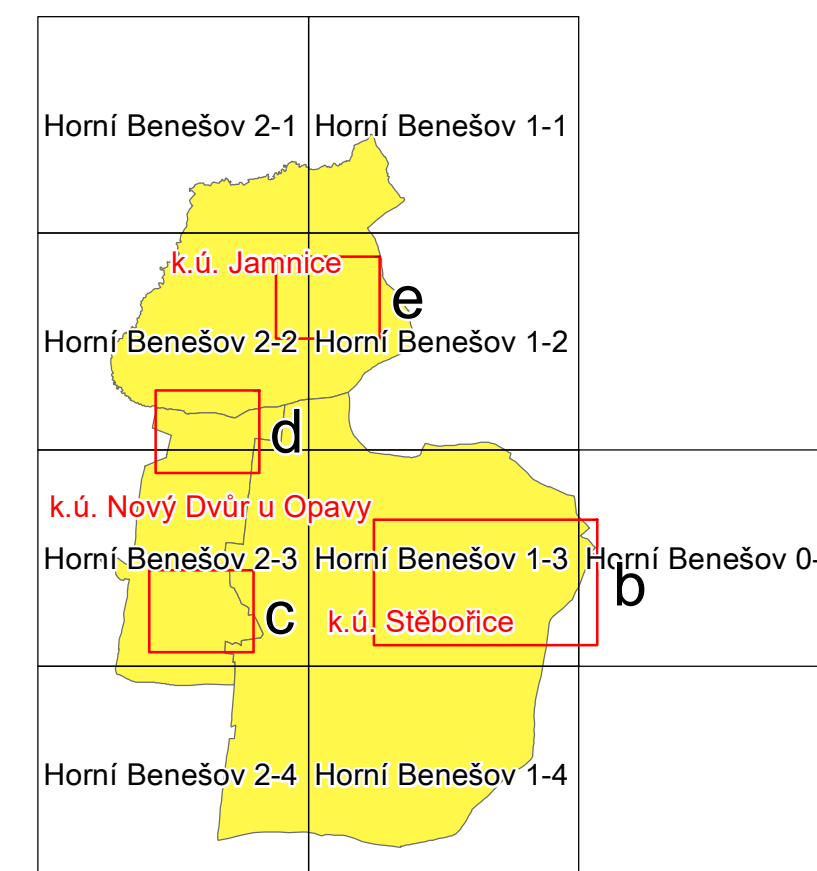 Horní Benešov 2-1
Horní Benešov 1-1
k.ú. Jamnice
e
Horní Benešov 2-2
Horní Benešov 1-2
d
k.ú. Nový Dvůr u Opavy
Horní Benešov 2-3
Horní Benešov 1-3
Horní Benešov 0-
b
c
k.ú. Stěbořice
Horní Benešov 2-4
Horní Benešov 1-4